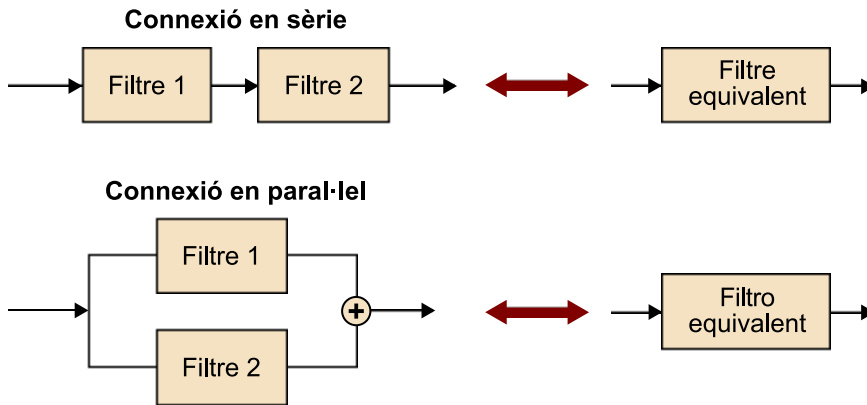 Connexió en sèrie
Filtre 1
Filtre 2
Filtre
equivalent
Connexió en paral·lel
Filtre 1
+
Filtro
equivalent
Filtre 2